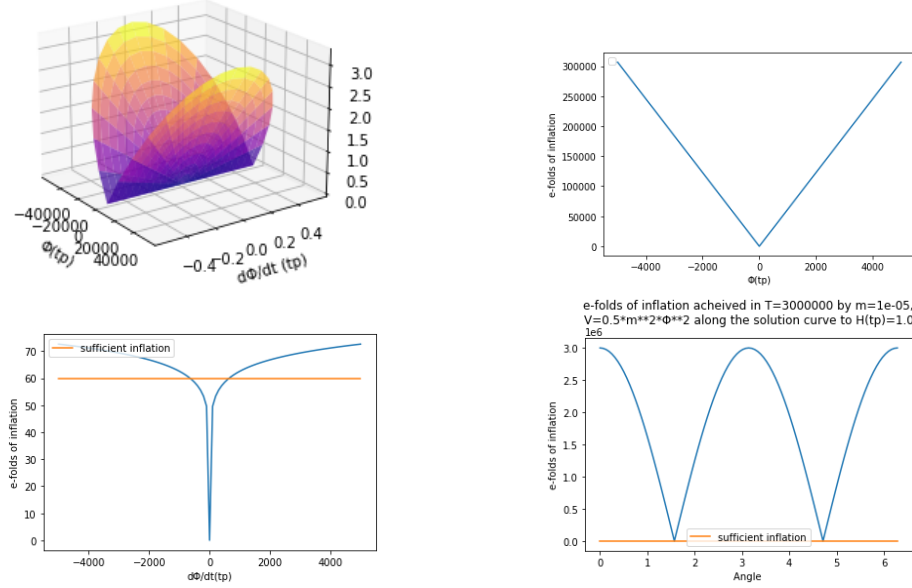 3.0
2.5
2.0
1.5
1.0
0.5
0.0
−40000
−20000
0
20000
40000
Φ(tp)
−0.4
−0.2
0.0
0.2
0.4
dΦ/dt (tp)
300000
250000
200000
150000
100000
50000
0
e-folds of inflation
−4000 −2000 0 2000 4000
Φ(tp)
sufficient inflation
70
60
50
40
30
20
10
0
e-folds of inflation
−4000 −2000 0 2000 4000
dΦ/dt(tp)
e-folds of inflation acheived in T=3000000 by m=1e-05,
V=0.5*m**2*Φ**2 along the solution curve to H(tp)=1.0
1e6
3.0
2.5
2.0
1.5
1.0
0.5
0.0
e-folds of inflation
sufficient inflation
0 1 2 3 4 5 6
Angle